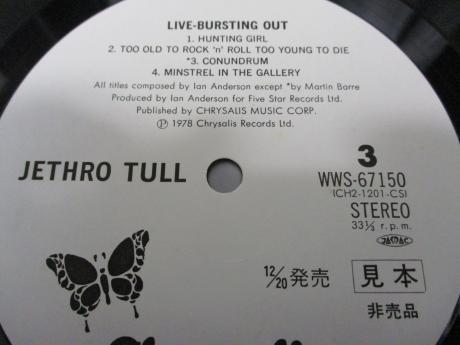 LIVE-BURSTING OUT
1. HUNTING GIRL
2. TOO OLD TO ROCK 'n' ROLL TOO YOUNG TO DIE
*3. CONUNDRUM
4. MINSTREL IN THE GALLERY
All titles composed by Ian Anderson except *by Martin Barre
Produced by Ian Anderson for Five Star Records Ltd.
Published by CHRYSALIS MUSIC CORP.
℗ 1978 Chrysalis Records Ltd.
JETHRO TULL
3
WWS-67150
(CH2-1201-CS)
STEREO
33⅓ r.p.m.
JASRAC
12/20発売
見本
非売品